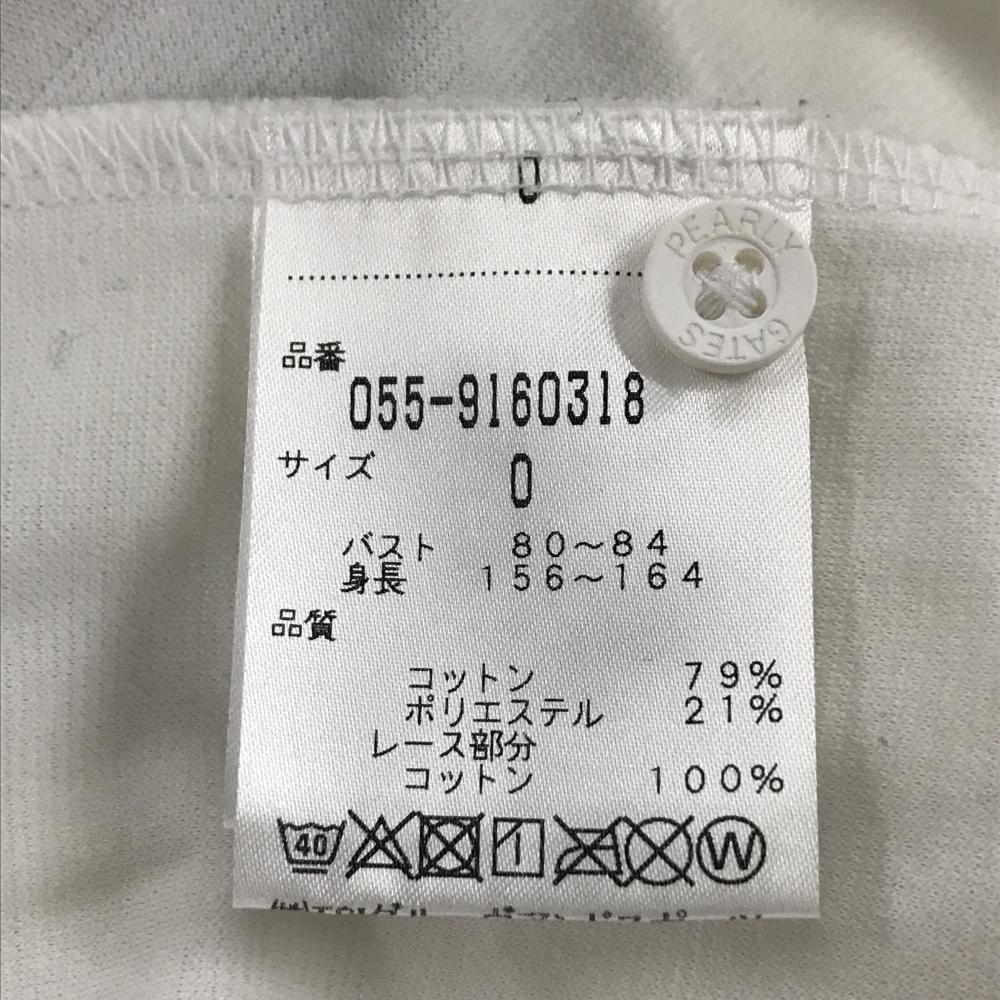 0
PEARLY
GATES
品番
055-9160318
サイズ
0
バスト 80～84
身長 156～164
品質
コットン 79%
ポリエステル 21%
レース部分
コットン 100%
40
W